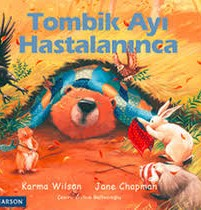 Tombik Ayı
Hastalanınca
Karma Wilson Jane Chapman
ARSON